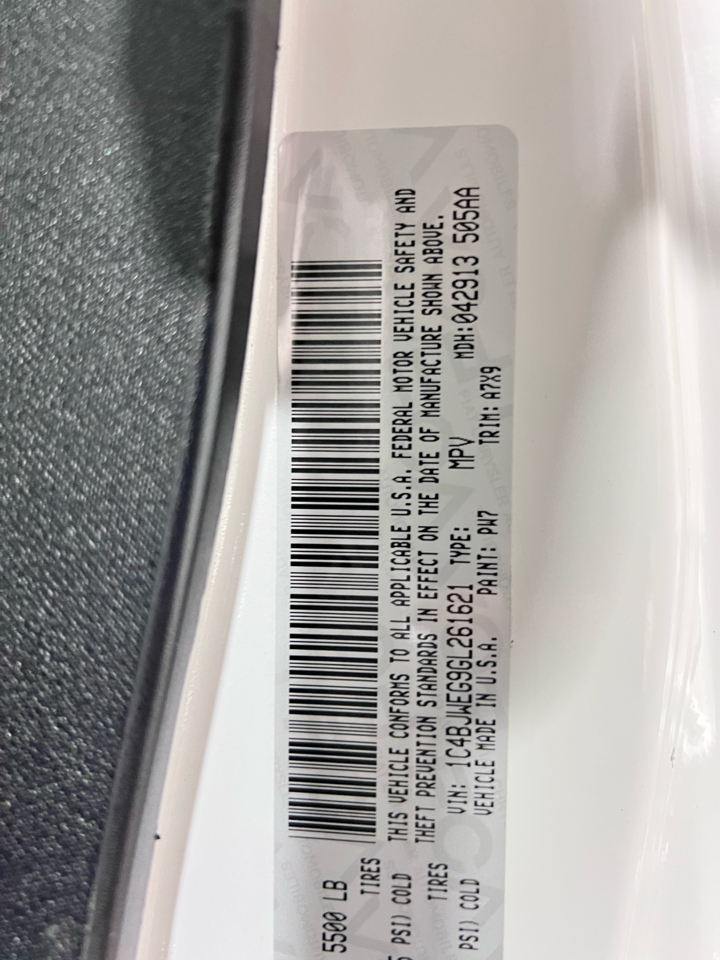 5500 LB
TIRES
PSI) COLD
THIS VEHICLE CONFORMS TO ALL APPLICABLE U.S.A. FEDERAL MOTOR VEHICLE SAFETY AND
TIRES
THEFT PREVENTION STANDARDS IN EFFECT ON THE DATE OF MANUFACTURE SHOWN ABOVE.
PSI) COLD
VIN: 1C4BJWEG9GL261621 TYPE: MPV MDH:042913 505AA
VEHICLE MADE IN U.S.A. PAINT: PW7 TRIM: A7X9